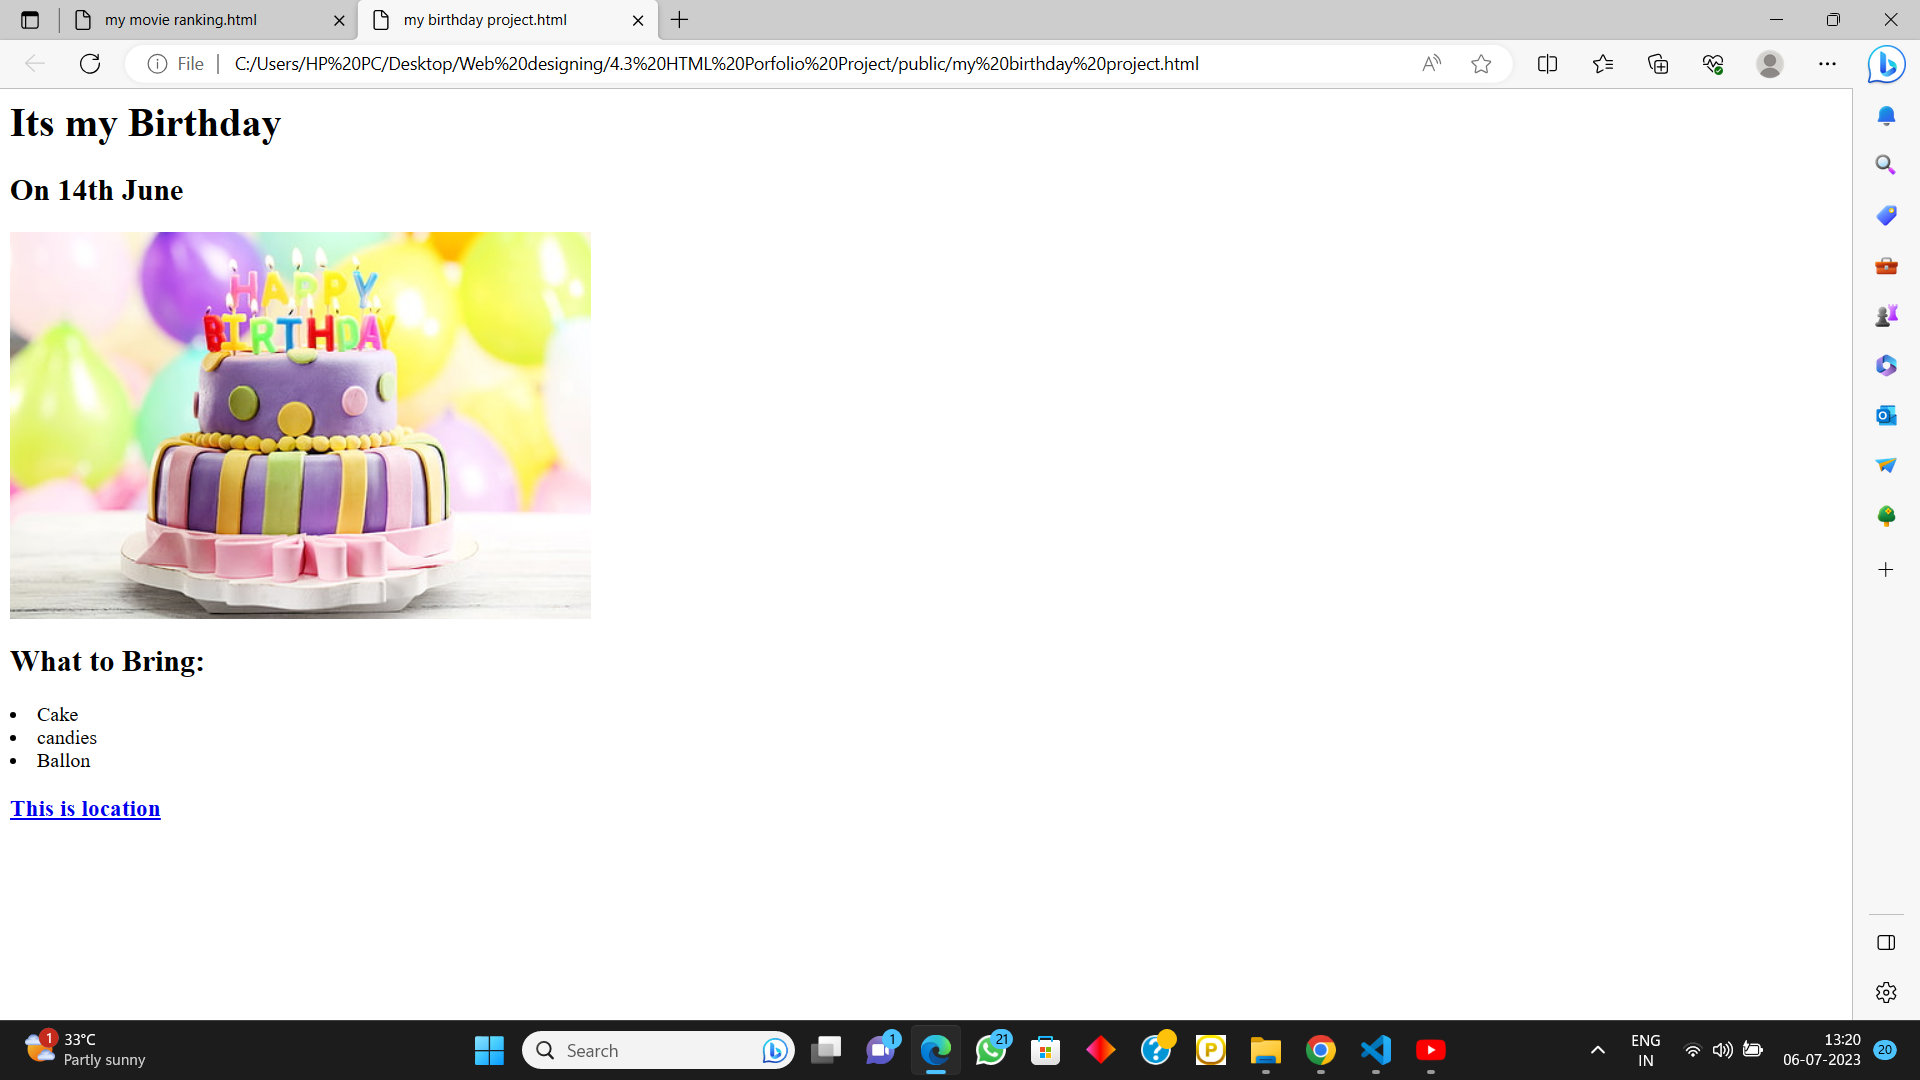 my movie ranking.html
my birthday project.html
File
C:/Users/HP%20PC/Desktop/Web%20designing/4.3%20HTML%20Porfolio%20Project/public/my%20birthday%20project.html
Its my Birthday
On 14th June
HAPPY
BIRTHDAY
What to Bring:
Cake
candies
Ballon
This is location
1
33°C
Partly sunny
Search
1
21
ENG
IN
13:20
06-07-2023
20